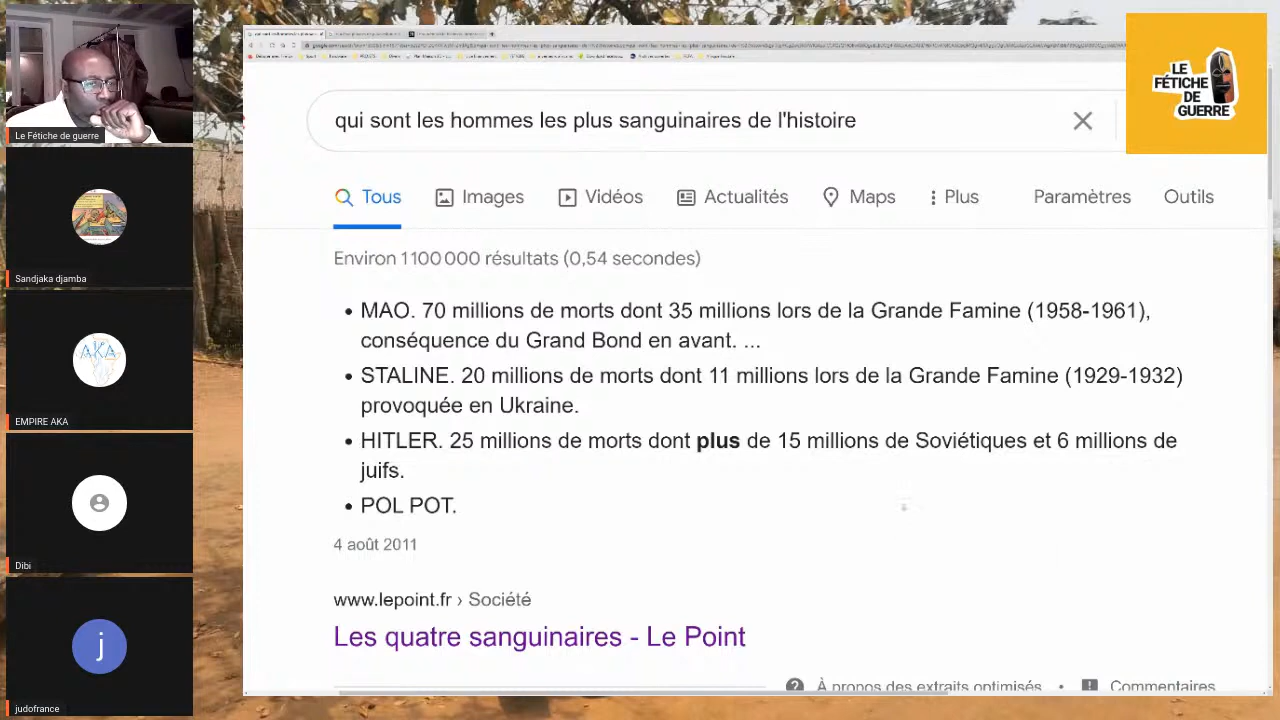 LE
FÉTICHE
DE
GUERRE
qui sont les hommes les plus sanguinaires de l'histoire
Tous Images Vidéos Actualités Maps Plus Paramètres Outils
Environ 1 100 000 résultats (0,54 secondes)
• MAO. 70 millions de morts dont 35 millions lors de la Grande Famine (1958-1961),
conséquence du Grand Bond en avant. ...
• STALINE. 20 millions de morts dont 11 millions lors de la Grande Famine (1929-1932)
provoquée en Ukraine.
• HITLER. 25 millions de morts dont plus de 15 millions de Soviétiques et 6 millions de
juifs.
• POL POT.
4 août 2011
www.lepoint.fr › Société
Les quatre sanguinaires - Le Point
À propos des extraits optimisés • Commentaires
Le Fétiche de guerre
Sandjaka djamba
AKA
EMPIRE AKA
Dibi
j
judofrance